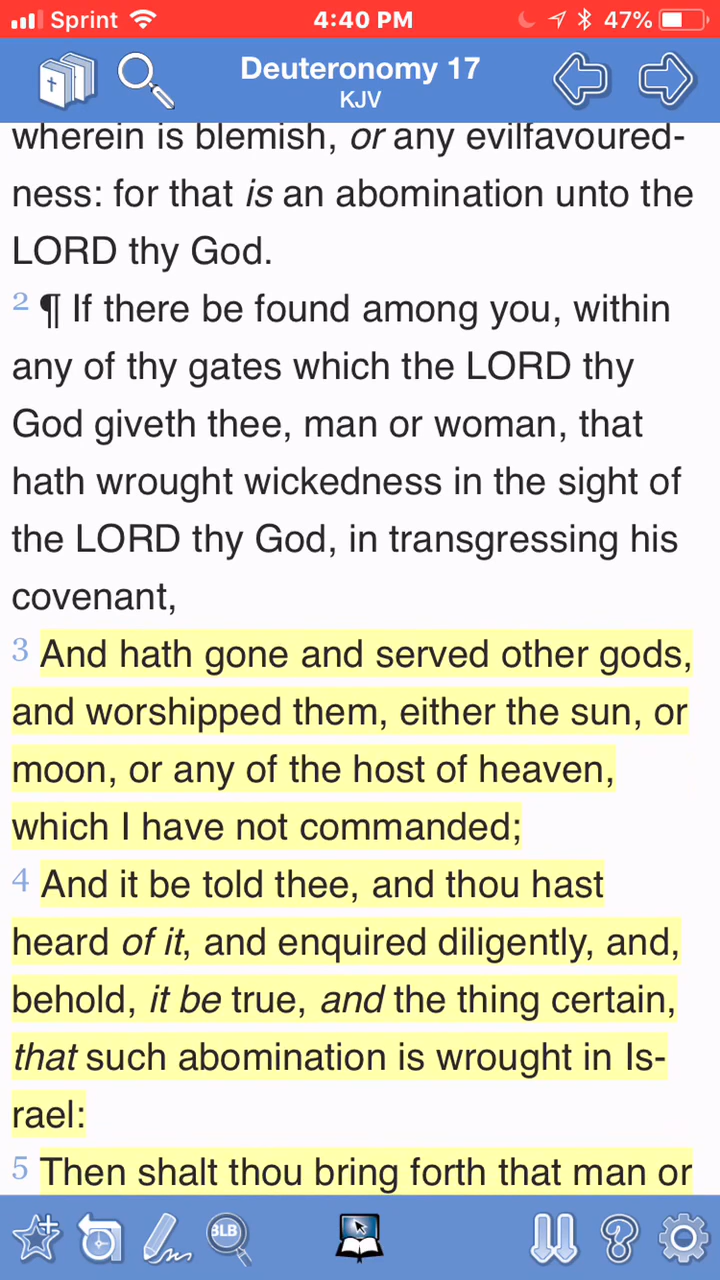 Sprint 4:40 PM 47%
Deuteronomy 17
KJV
wherein is blemish, or any evilfavoured-
ness: for that is an abomination unto the
LORD thy God.
2 ¶ If there be found among you, within
any of thy gates which the LORD thy
God giveth thee, man or woman, that
hath wrought wickedness in the sight of
the LORD thy God, in transgressing his
covenant,
3 And hath gone and served other gods,
and worshipped them, either the sun, or
moon, or any of the host of heaven,
which I have not commanded;
4 And it be told thee, and thou hast
heard of it, and enquired diligently, and,
behold, it be true, and the thing certain,
that such abomination is wrought in Is-
rael:
5 Then shalt thou bring forth that man or
BLB